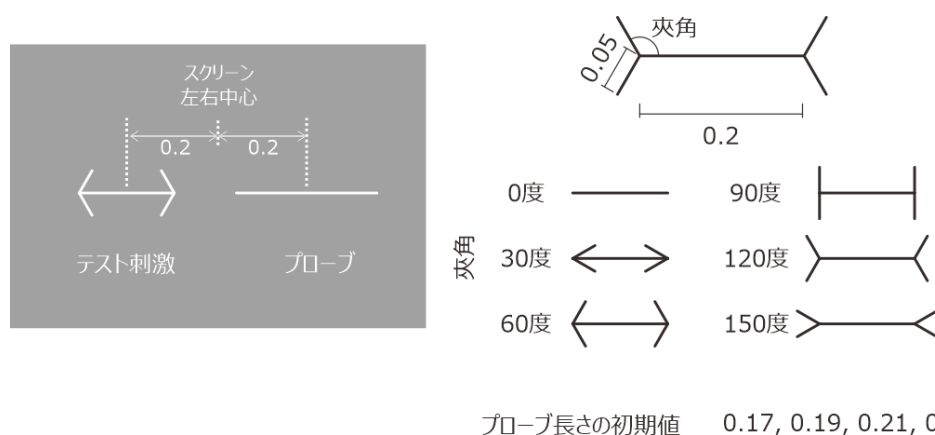 スクリーン
左右中心
0.2 0.2
テスト刺激 プローブ
夾角
0.05
0.2
夾角
0度 90度
30度 120度
60度 150度
プローブ長さの初期値 0.17, 0.19, 0.21, 0